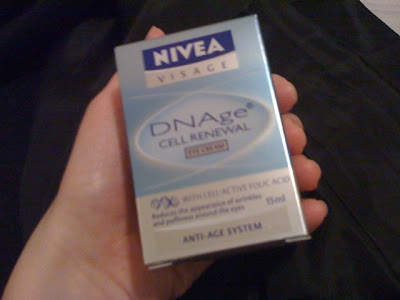 NIVEA
VISAGE
DNAge®
CELL RENEWAL
EYE CREAM
WITH CELL-ACTIVE FOLIC ACID
Reduces the appearance of wrinkles
and puffiness around the eyes
15ml
ANTI-AGE SYSTEM